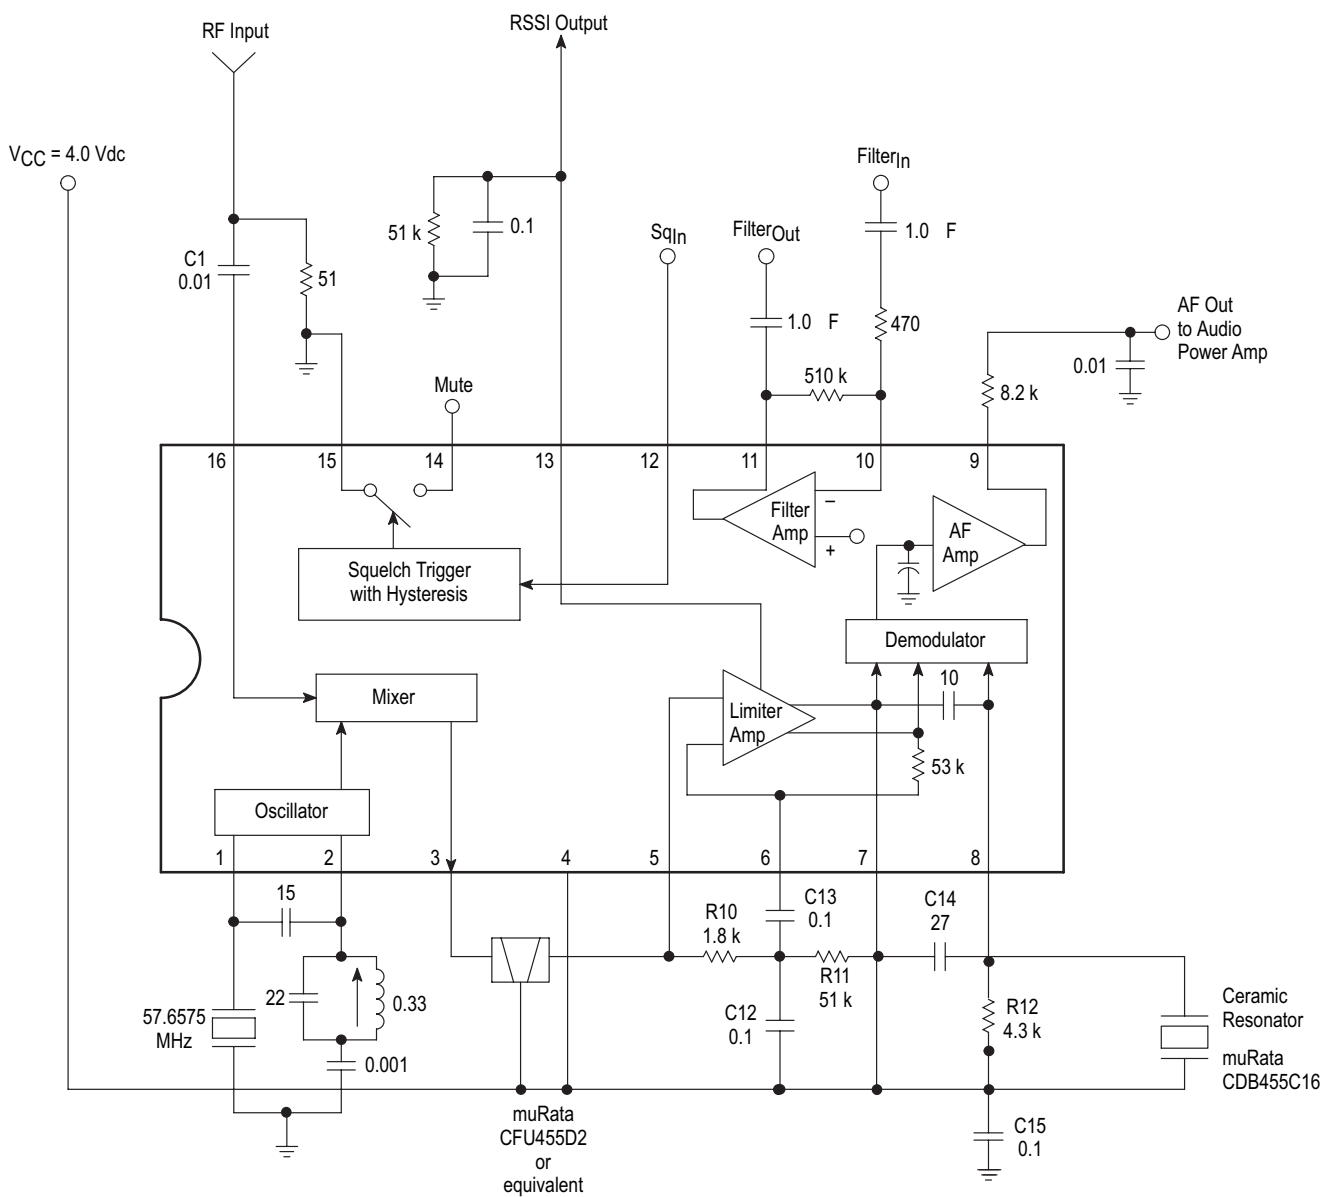 RF Input
RSSI Output
VCC = 4.0 Vdc
FilterIn
51 k
0.1
SqIn
FilterOut
1.0 F
C1
0.01
51
1.0 F
470
AF Out
to Audio
Power Amp
0.01
510 k
8.2 k
Mute
16
15
14
13
12
11
10
9
Filter
Amp
–
+
AF
Amp
Squelch Trigger
with Hysteresis
Demodulator
Mixer
Limiter
Amp
10
53 k
Oscillator
1
2
3
4
5
6
7
8
15
R10
1.8 k
C13
0.1
C14
27
22
0.33
R11
51 k
57.6575
MHz
C12
0.1
R12
4.3 k
Ceramic
Resonator
muRata
CDB455C16
0.001
muRata
CFU455D2
or
equivalent
C15
0.1